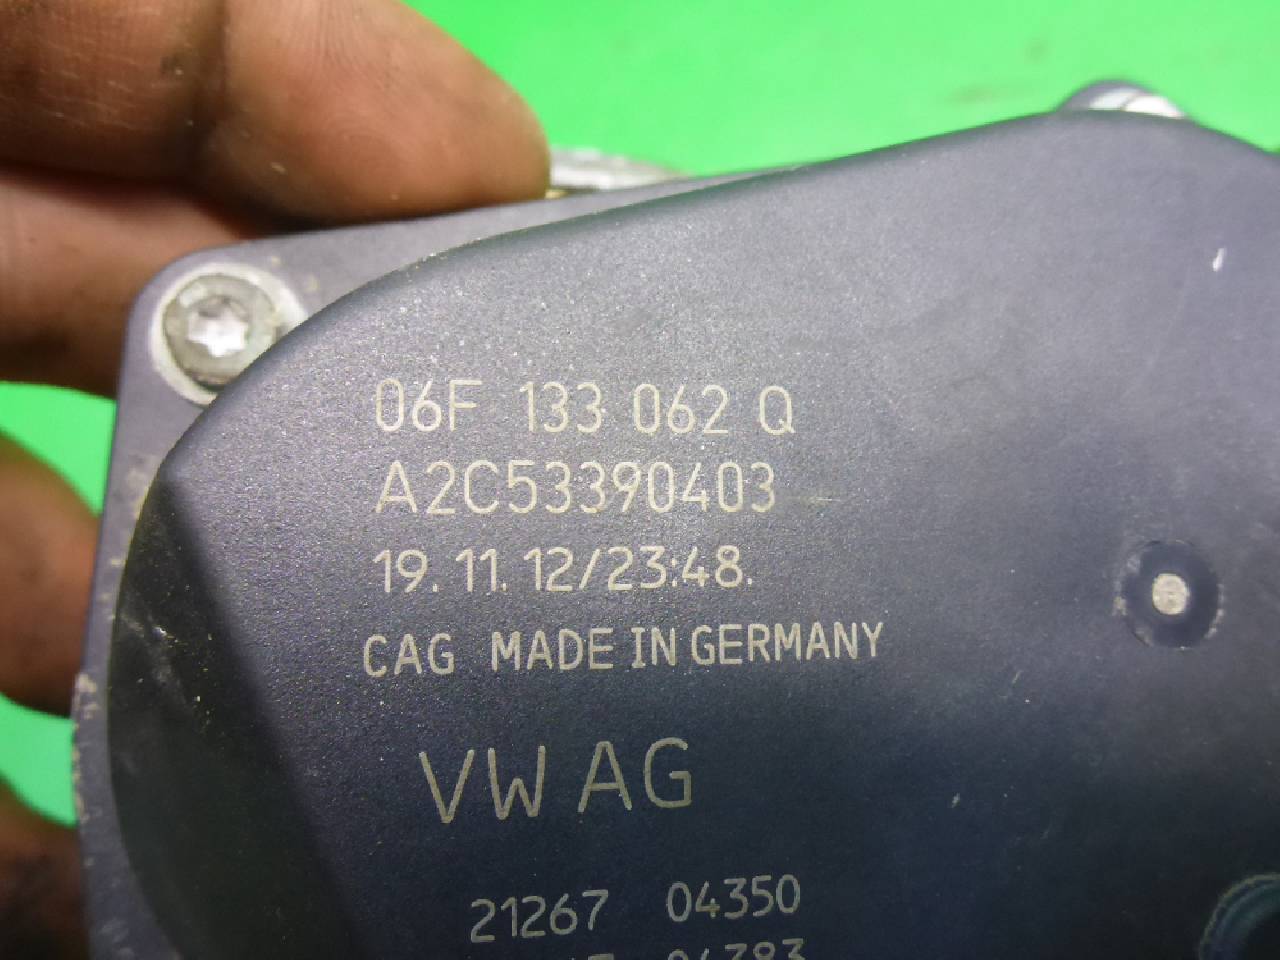 06F 133 062 Q
A2C53390403
19.11.12/23:48.
CAG MADE IN GERMANY
VW AG
21267 04350